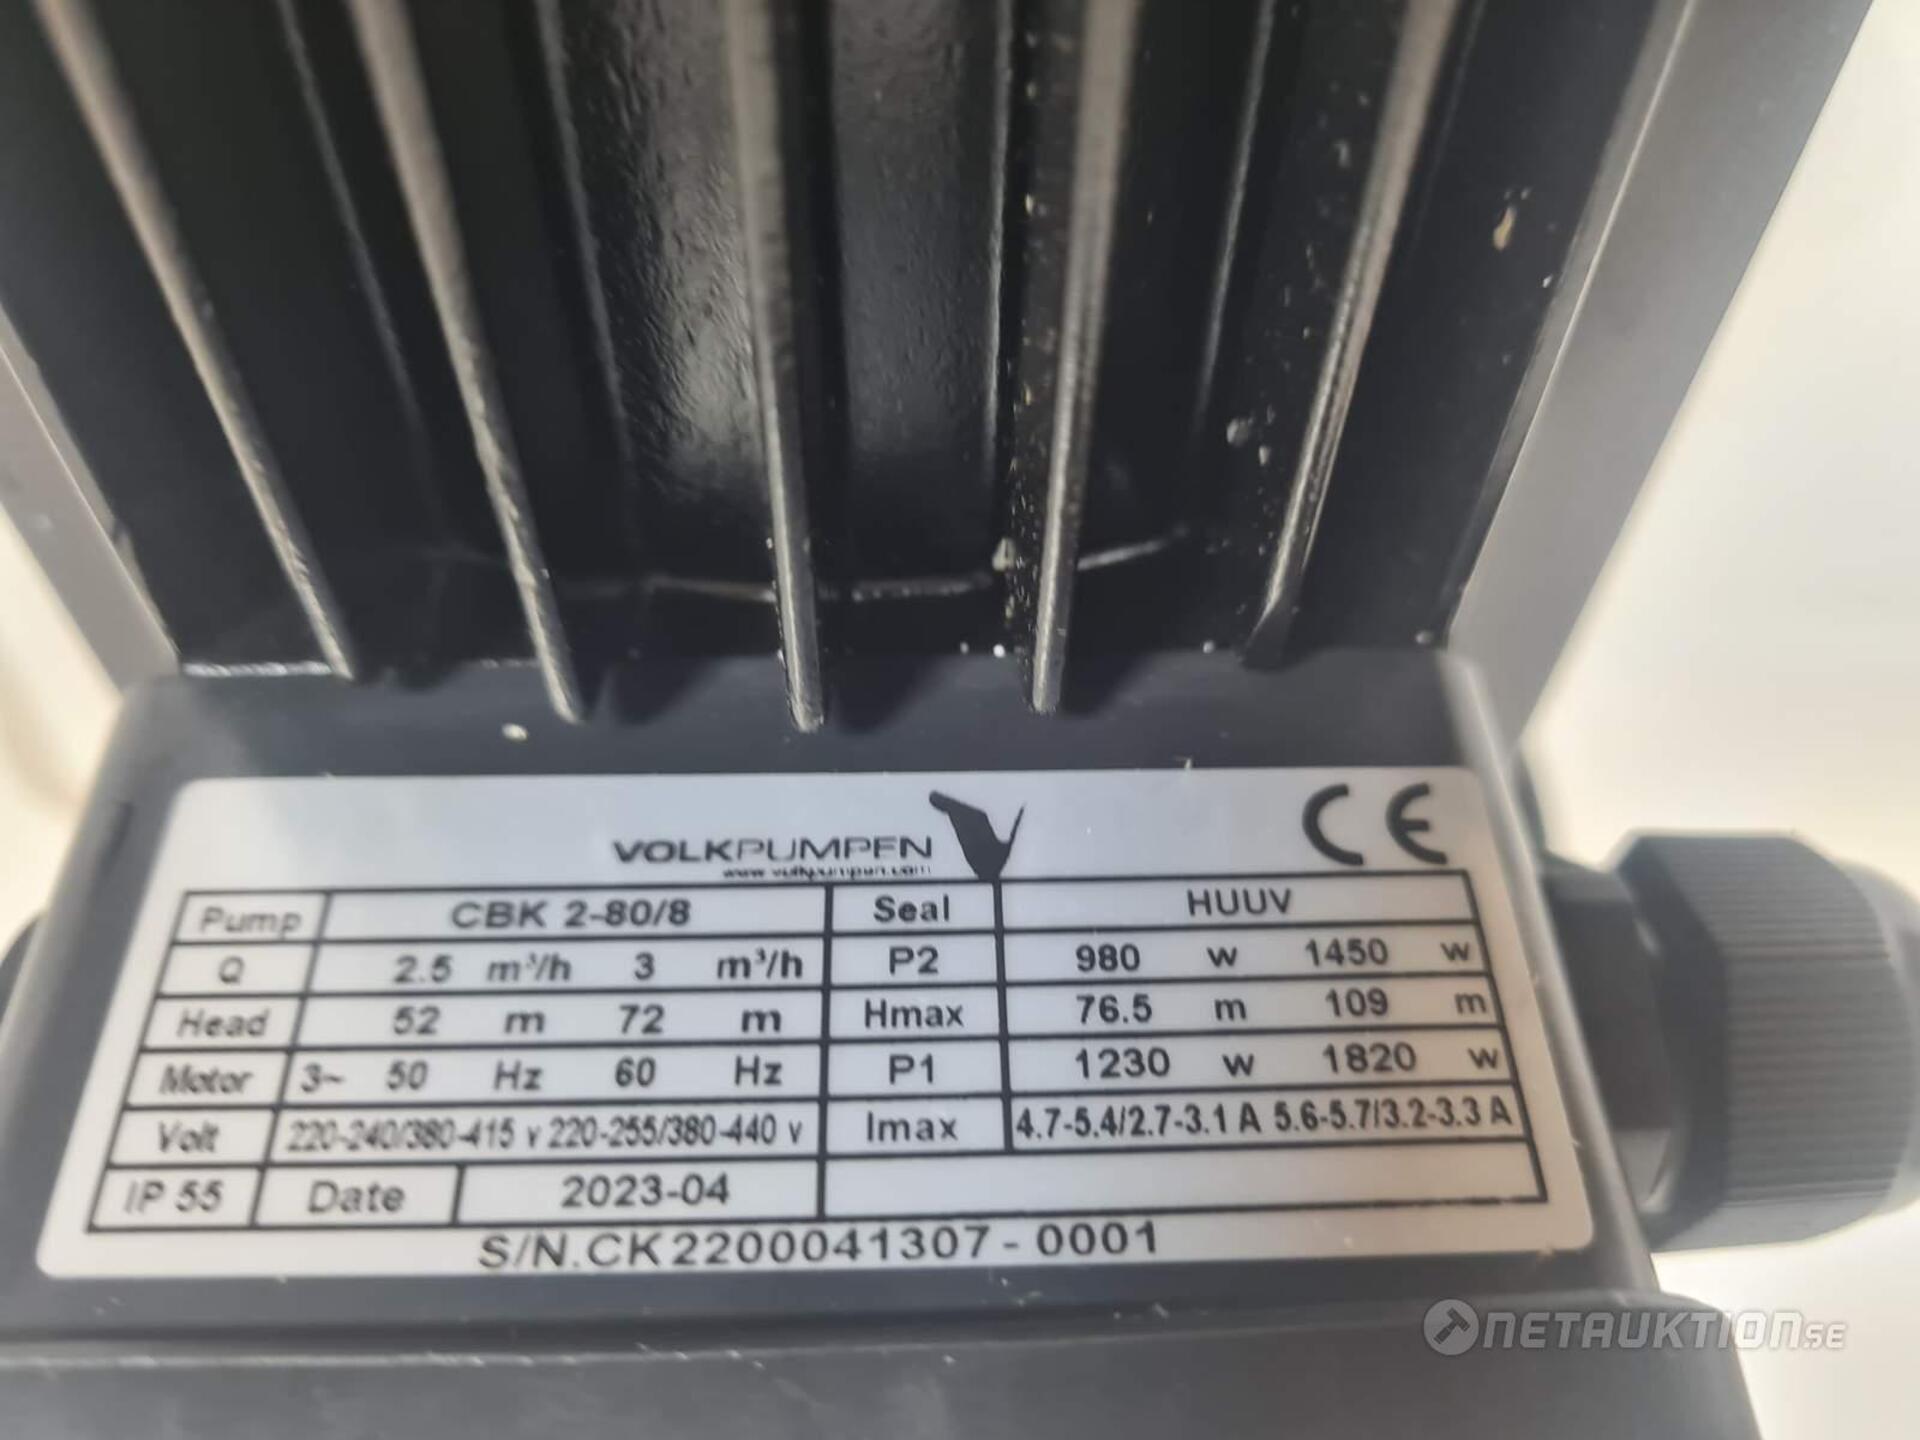 VOLKPUMPEN
www.volkpumpen.com
CE
Pump CBK 2-80/8 Seal HUUV
Q 2.5 m³/h 3 m³/h P2 980 w 1450 w
Head 52 m 72 m Hmax 76.5 m 109 m
Motor 3~ 50 Hz 60 Hz P1 1230 w 1820 w
Volt 220-240/380-415 v 220-255/380-440 v Imax 4.7-5.4/2.7-3.1 A 5.6-5.7/3.2-3.3 A
IP 55 Date 2023-04
S/N.CK2200041307-0001
NETAUKTION.SE